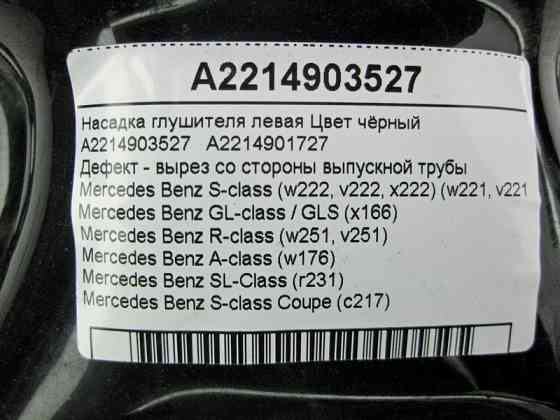 A2214903527
Насадка глушителя левая Цвет чёрный
A2214903527 A2214901727
Дефект - вырез со стороны выпускной трубы
Mercedes Benz S-class (w222, v222, x222) (w221, v221
Mercedes Benz GL-class / GLS (x166)
Mercedes Benz R-class (w251, v251)
Mercedes Benz A-class (w176)
Mercedes Benz SL-Class (r231)
Mercedes Benz S-class Coupe (c217)